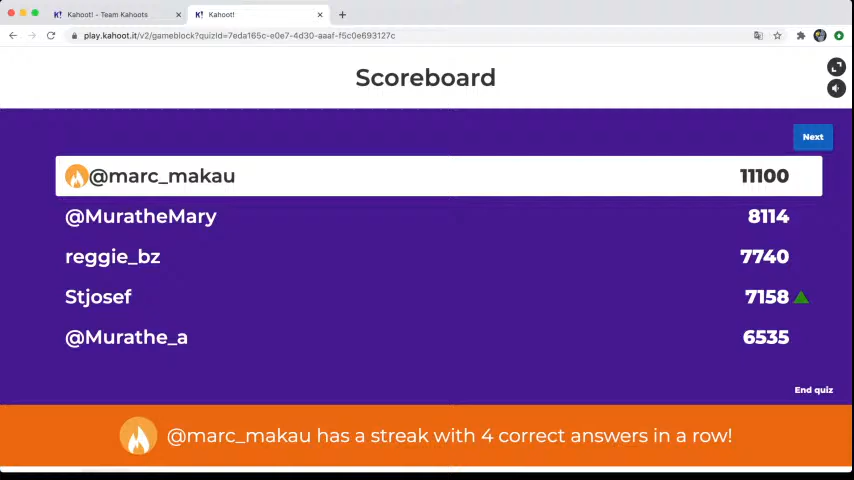 Kahoot! - Team Kahoots
Kahoot!
play.kahoot.it/v2/gameblock?quizId=7eda165c-e0e7-4d30-aaaf-f5c0e693127c
Scoreboard
Next
@marc_makau 11100
@MuratheMary 8114
reggie_bz 7740
Stjosef 7158
@Murathe_a 6535
End quiz
@marc_makau has a streak with 4 correct answers in a row!